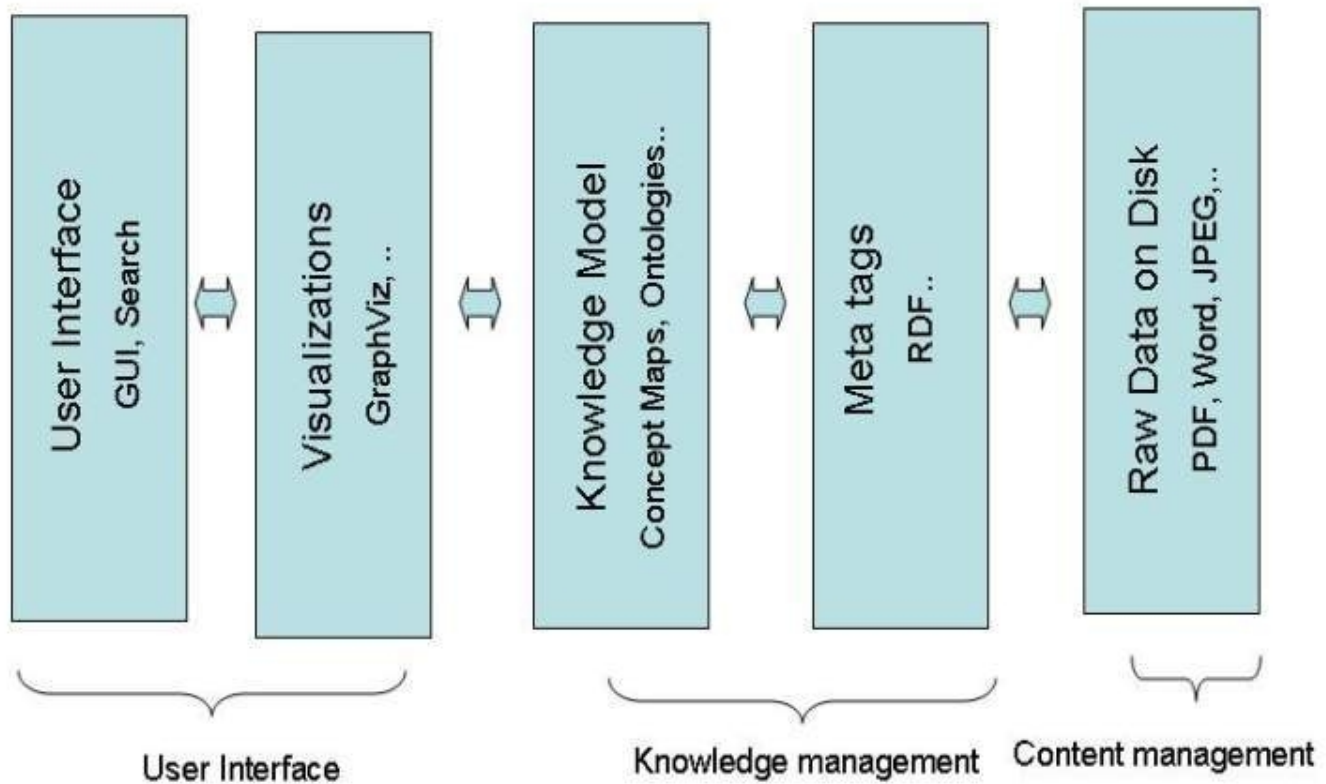 User Interface
GUI, Search
Visualizations
GraphViz, ..
Knowledge Model
Concept Maps, Ontologies..
Meta tags
RDF..
Raw Data on Disk
PDF, Word, JPEG,..
User Interface
Knowledge management
Content management